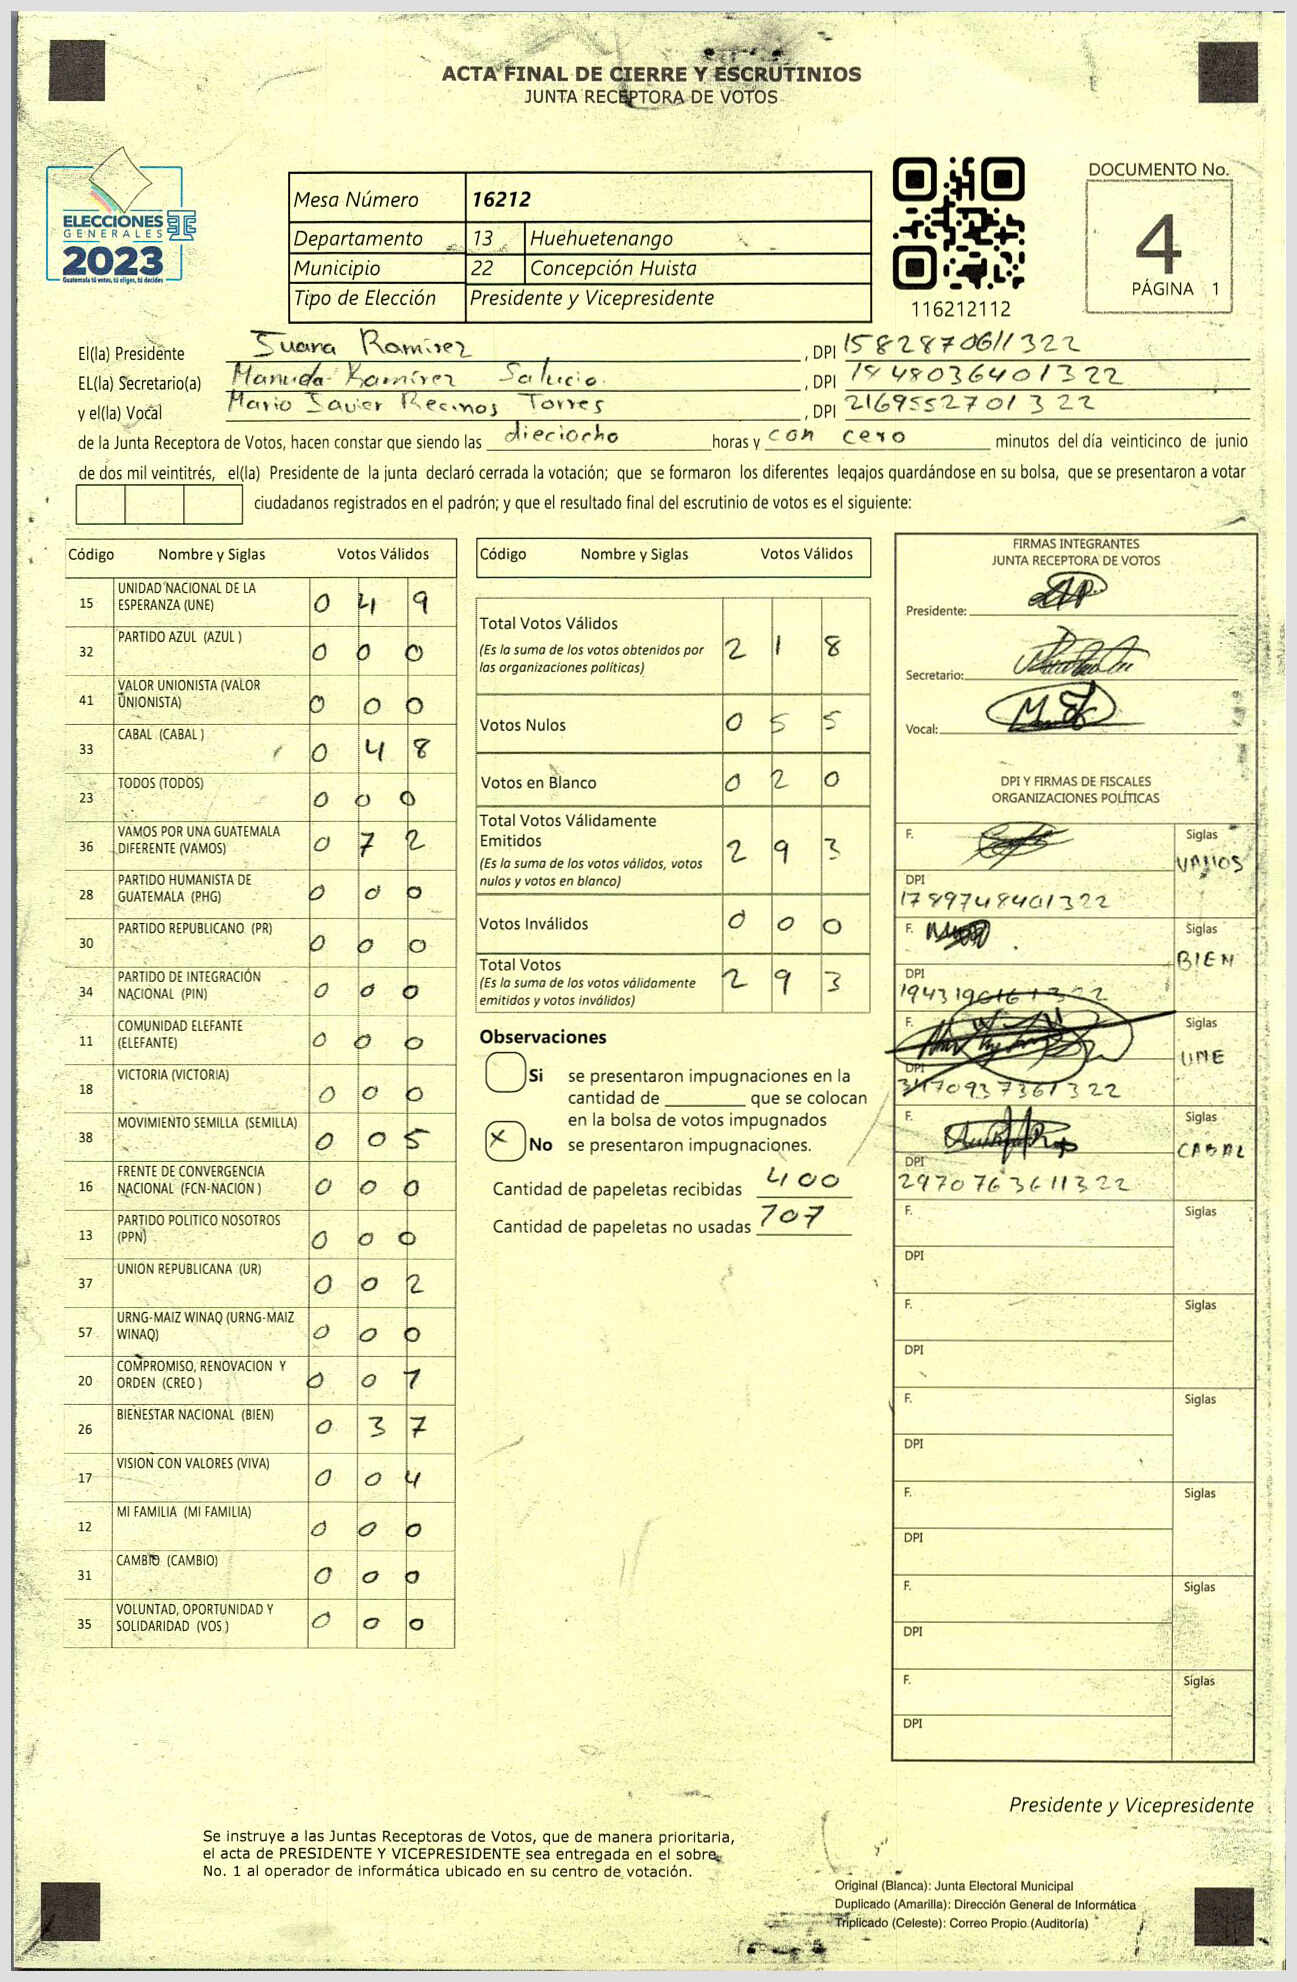 ACTA FINAL DE CIERRE Y ESCRUTINIOS
JUNTA RECEPTORA DE VOTOS
ELECCIONES
GENERALES
2023
Guatemala tú votes, tú eliges, tú decides
Mesa Número 16212
Departamento 13 Huehuetenango
Municipio 22 Concepción Huista
Tipo de Elección Presidente y Vicepresidente
116212112
DOCUMENTO No.
4
PÁGINA 1
El(la) Presidente Juana Ramirez , DPI 1582870611322
EL(la) Secretario(a) Manuela Ramírez Salucio , DPI 1848036401322
y el(la) Vocal Mario Javier Recinos Torres , DPI 2169552701322
de la Junta Receptora de Votos, hacen constar que siendo las dieciocho horas y con cero minutos del día veinticinco de junio
de dos mil veintitrés, el(la) Presidente de la junta declaró cerrada la votación; que se formaron los diferentes legajos guardándose en su bolsa, que se presentaron a votar
ciudadanos registrados en el padrón; y que el resultado final del escrutinio de votos es el siguiente:
Código Nombre y Siglas Votos Válidos
15 UNIDAD NACIONAL DE LA
ESPERANZA (UNE) 0 4 9
32 PARTIDO AZUL (AZUL ) 0 0 0
41 VALOR UNIONISTA (VALOR
UNIONISTA) 0 0 0
33 CABAL (CABAL ) 0 4 8
23 TODOS (TODOS) 0 0 0
36 VAMOS POR UNA GUATEMALA
DIFERENTE (VAMOS) 0 7 2
28 PARTIDO HUMANISTA DE
GUATEMALA (PHG) 0 0 0
30 PARTIDO REPUBLICANO (PR) 0 0 0
34 PARTIDO DE INTEGRACIÓN
NACIONAL (PIN) 0 0 0
11 COMUNIDAD ELEFANTE
(ELEFANTE) 0 0 0
18 VICTORIA (VICTORIA) 0 0 0
38 MOVIMIENTO SEMILLA (SEMILLA) 0 0 5
16 FRENTE DE CONVERGENCIA
NACIONAL (FCN-NACION ) 0 0 0
13 PARTIDO POLITICO NOSOTROS
(PPN) 0 0 0
37 UNION REPUBLICANA (UR) 0 0 2
57 URNG-MAIZ WINAQ (URNG-MAIZ
WINAQ) 0 0 0
20 COMPROMISO, RENOVACION Y
ORDEN (CREO ) 0 0 1
26 BIENESTAR NACIONAL (BIEN) 0 3 7
17 VISION CON VALORES (VIVA) 0 0 4
12 MI FAMILIA (MI FAMILIA) 0 0 0
31 CAMBIO (CAMBIO) 0 0 0
35 VOLUNTAD, OPORTUNIDAD Y
SOLIDARIDAD (VOS ) 0 0 0
Código Nombre y Siglas Votos Válidos
Total Votos Válidos 2 1 8
(Es la suma de los votos obtenidos por
las organizaciones políticas)
Votos Nulos 0 5 5
Votos en Blanco 0 2 0
Total Votos Válidamente
Emitidos 2 9 3
(Es la suma de los votos válidos, votos
nulos y votos en blanco)
Votos Inválidos 0 0 0
Total Votos 2 9 3
(Es la suma de los votos válidamente
emitidos y votos inválidos)
Observaciones
Si se presentaron impugnaciones en la
cantidad de que se colocan
en la bolsa de votos impugnados
X No se presentaron impugnaciones.
Cantidad de papeletas recibidas 400
Cantidad de papeletas no usadas 107
FIRMAS INTEGRANTES
JUNTA RECEPTORA DE VOTOS
Presidente:
Secretario:
Vocal:
DPI Y FIRMAS DE FISCALES
ORGANIZACIONES POLÍTICAS
F. Siglas
VAMOS
DPI
1789748401322
F. Siglas
BIEN
DPI
1943190161322
F. Siglas
UNE
DPI
3470937361322
F. Siglas
CABAL
DPI
2970763611322
F. Siglas
DPI
F. Siglas
DPI
F. Siglas
DPI
F. Siglas
DPI
F. Siglas
DPI
F. Siglas
DPI
Presidente y Vicepresidente
Se instruye a las Juntas Receptoras de Votos, que de manera prioritaria,
el acta de PRESIDENTE Y VICEPRESIDENTE sea entregada en el sobre
No. 1 al operador de informática ubicado en su centro de votación.
Original (Blanca): Junta Electoral Municipal
Duplicado (Amarilla): Dirección General de Informática
Triplicado (Celeste): Correo Propio (Auditoría)